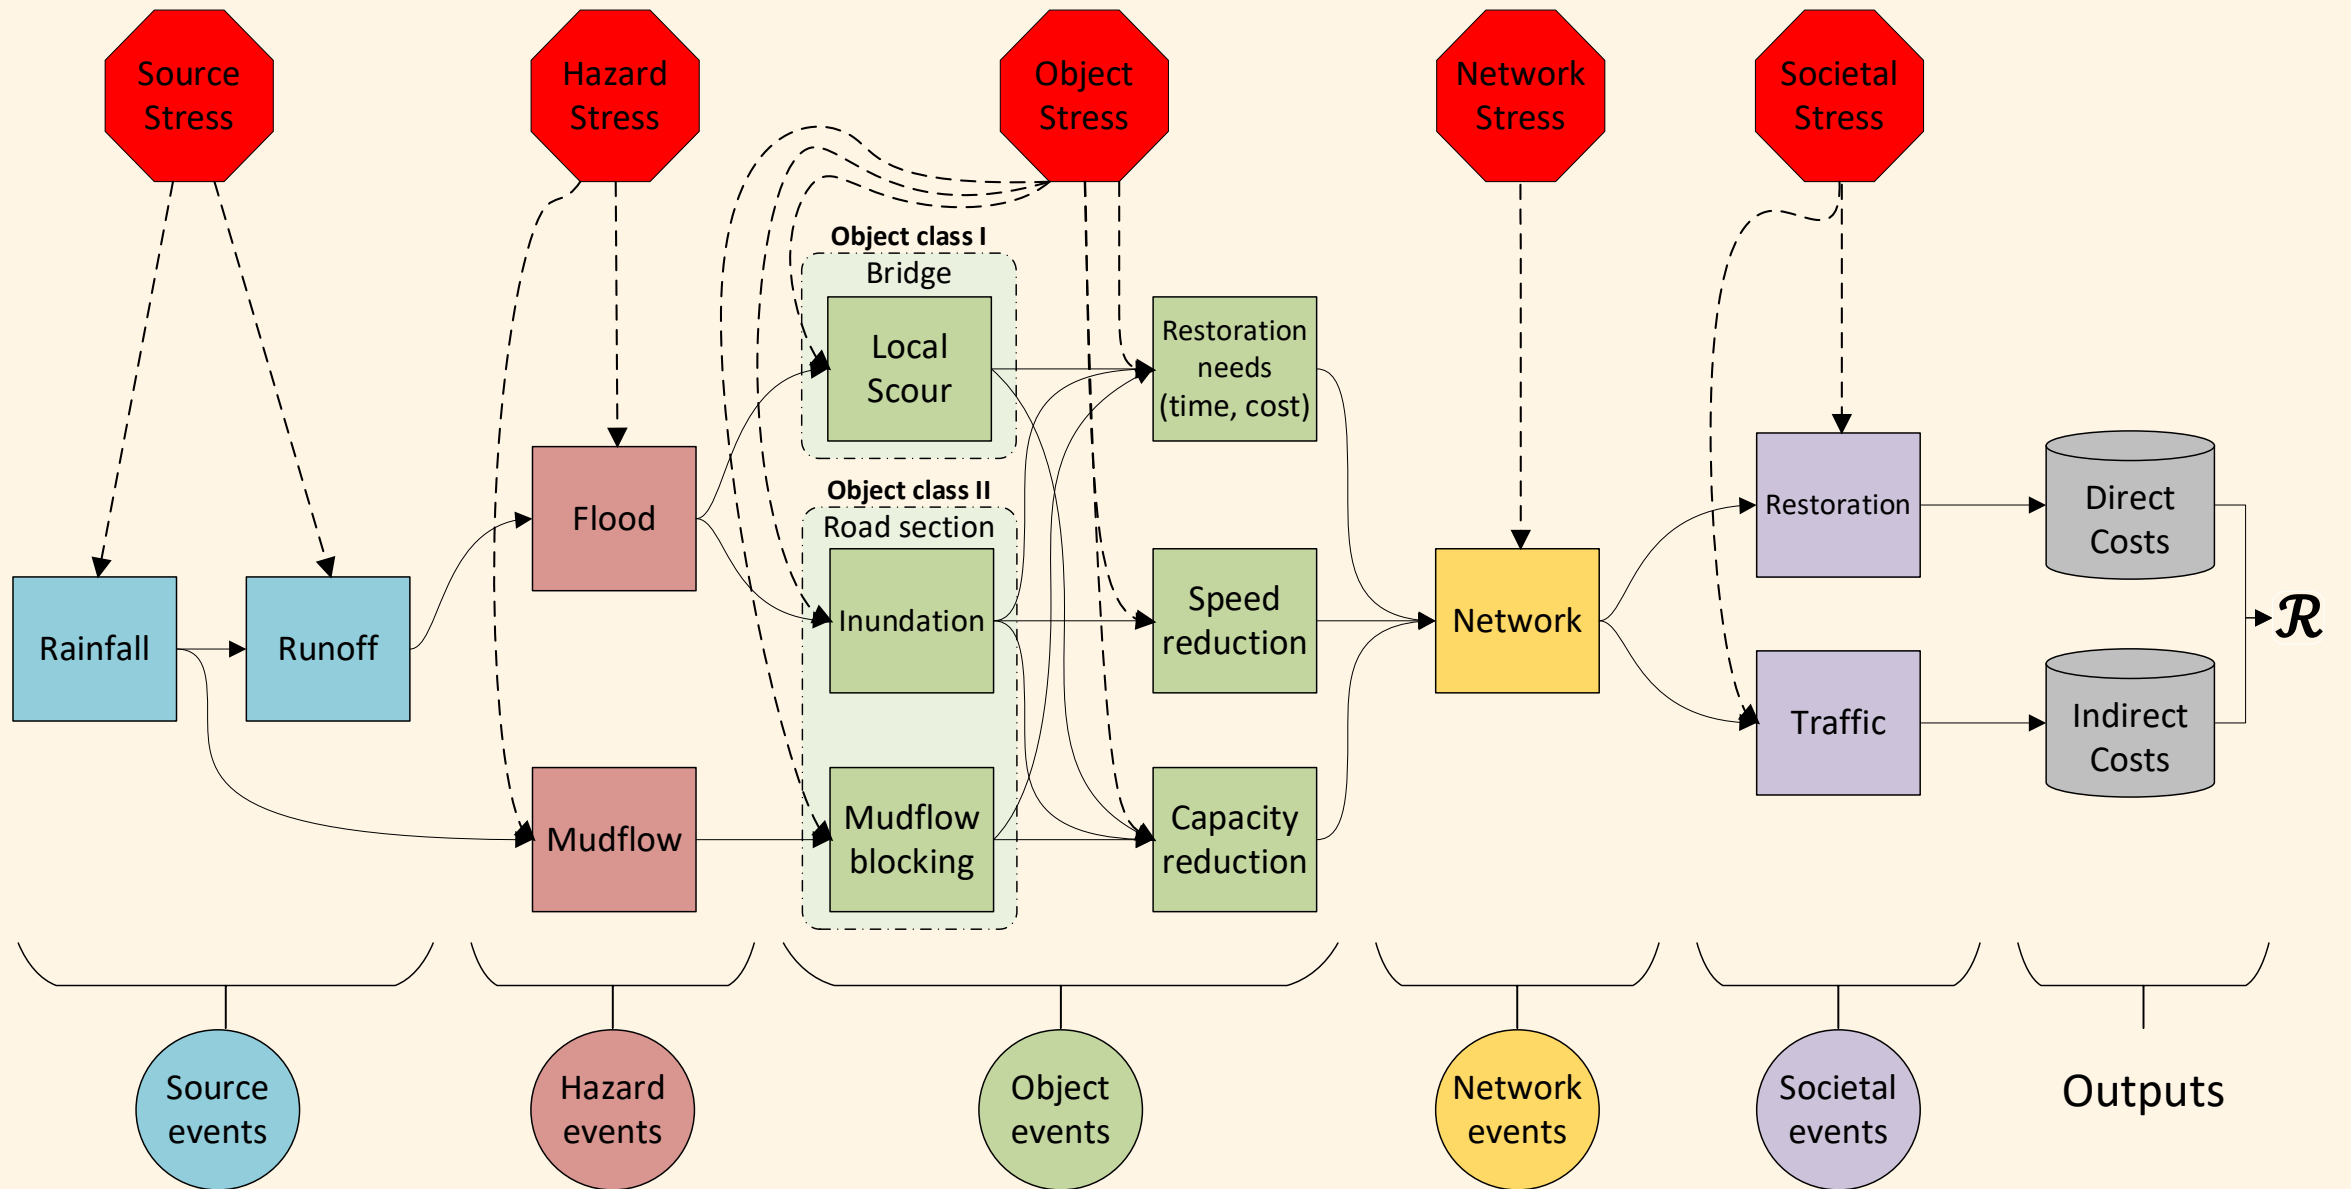 Source
Stress
Hazard
Stress
Object
Stress
Network
Stress
Societal
Stress
Object class I
Bridge
Local
Scour
Restoration
needs
(time, cost)
Flood
Object class II
Road section
Inundation
Speed
reduction
Rainfall
Runoff
Network
Restoration
Direct
Costs
Traffic
Indirect
Costs
ℛ
Mudflow
Mudflow
blocking
Capacity
reduction
Source
events
Hazard
events
Object
events
Network
events
Societal
events
Outputs